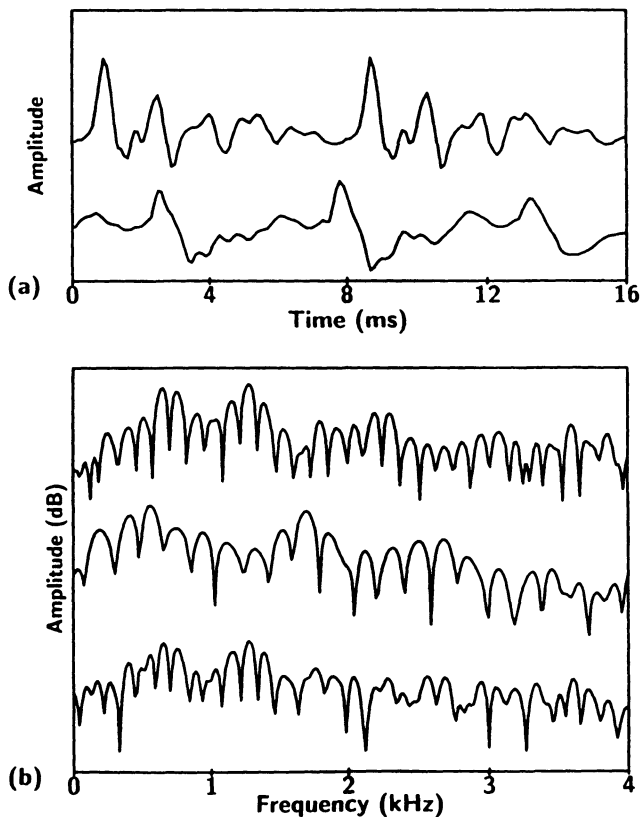 Amplitude
(a)
0 4 8 12 16
Time (ms)
Amplitude (dB)
(b)
0 1 2 3 4
Frequency (kHz)